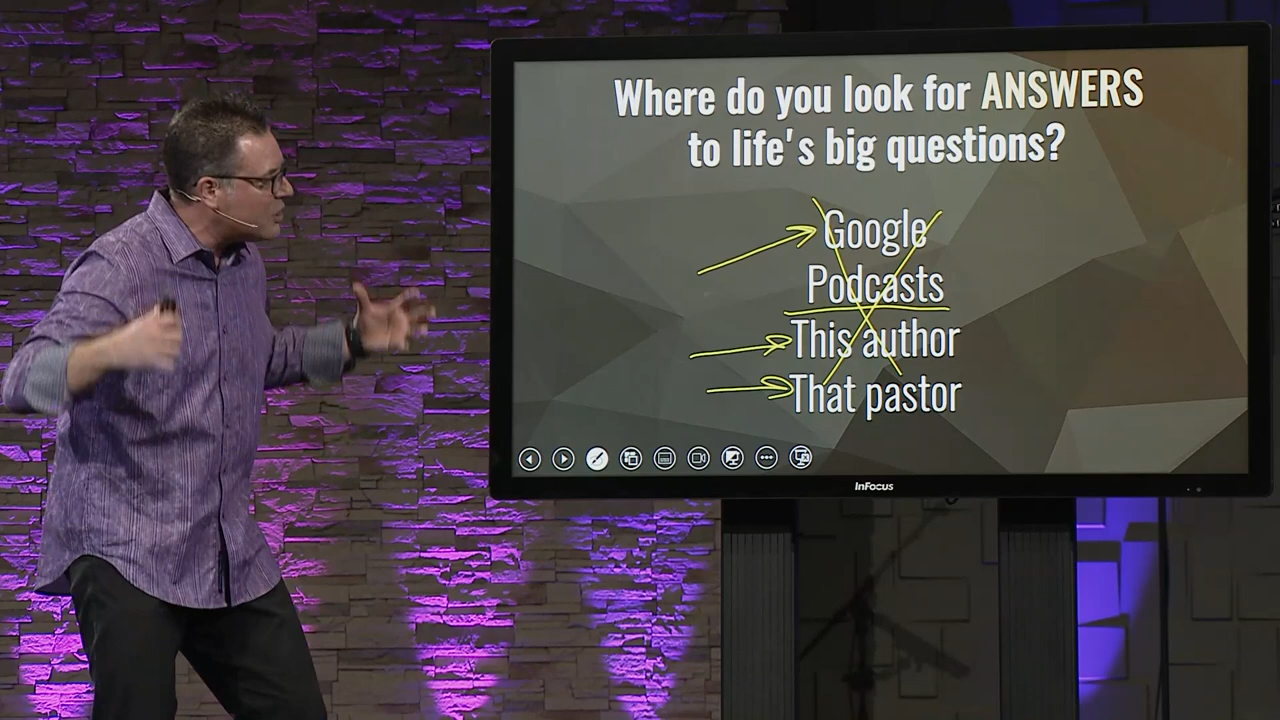 Where do you look for ANSWERS
to life's big questions?
Google
Podcasts
This author
That pastor
InFocus